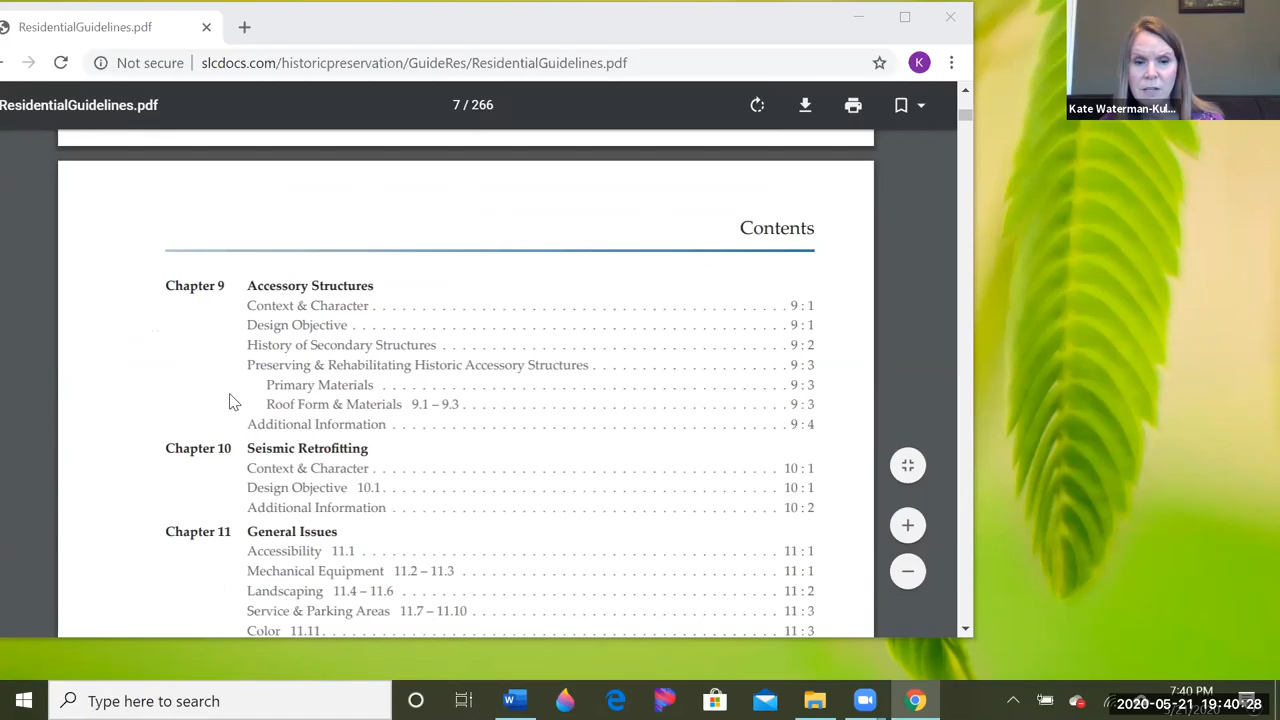 ResidentialGuidelines.pdf
Not secure | slcdocs.com/historicpreservation/GuideRes/ResidentialGuidelines.pdf
K
ResidentialGuidelines.pdf
7 / 266
Kate Waterman-Kul...
Contents
Chapter 9 Accessory Structures
Context & Character 9 : 1
Design Objective 9 : 1
History of Secondary Structures 9 : 2
Preserving & Rehabilitating Historic Accessory Structures 9 : 3
Primary Materials 9 : 3
Roof Form & Materials 9.1 – 9.3 9 : 3
Additional Information 9 : 4
Chapter 10 Seismic Retrofitting
Context & Character 10 : 1
Design Objective 10.1 10 : 1
Additional Information 10 : 2
Chapter 11 General Issues
Accessibility 11.1 11 : 1
Mechanical Equipment 11.2 – 11.3 11 : 1
Landscaping 11.4 – 11.6 11 : 2
Service & Parking Areas 11.7 – 11.10 11 : 3
Color 11.11 11 : 3
Type here to search
7:40 PM
2020-05-21 19:40:28